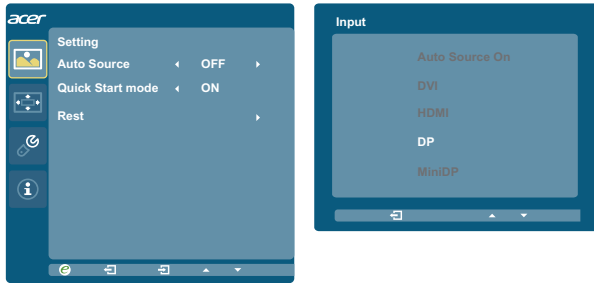 acer
Setting
Auto Source OFF
Quick Start mode ON
Rest
Input
Auto Source On
DVI
HDMI
DP
MiniDP